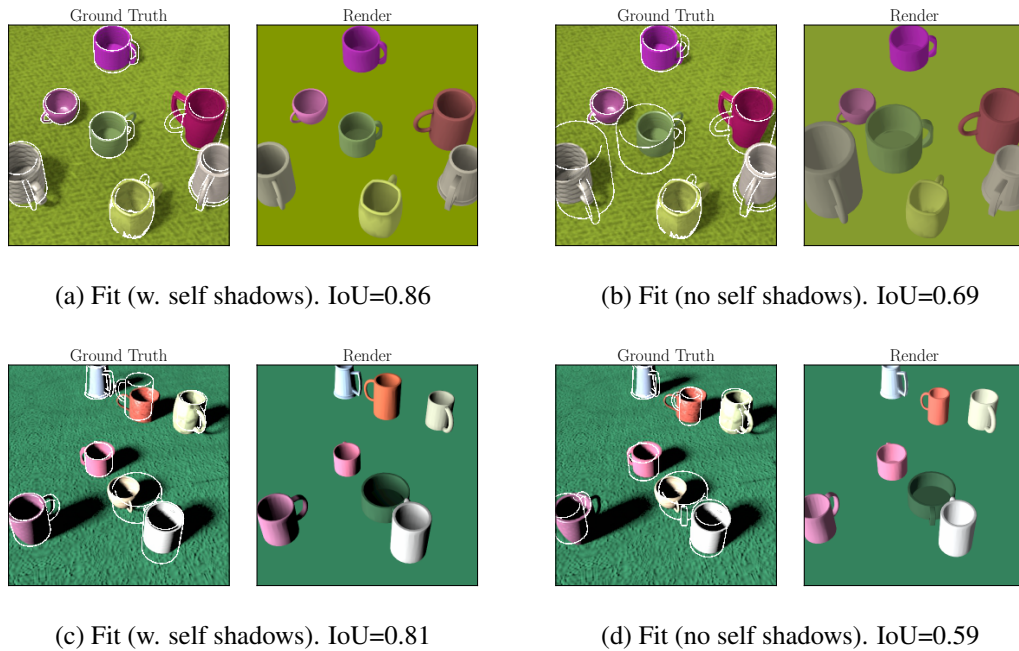 Ground Truth
Render
Ground Truth
Render
(a) Fit (w. self shadows). IoU=0.86
(b) Fit (no self shadows). IoU=0.69
Ground Truth
Render
Ground Truth
Render
(c) Fit (w. self shadows). IoU=0.81
(d) Fit (no self shadows). IoU=0.59